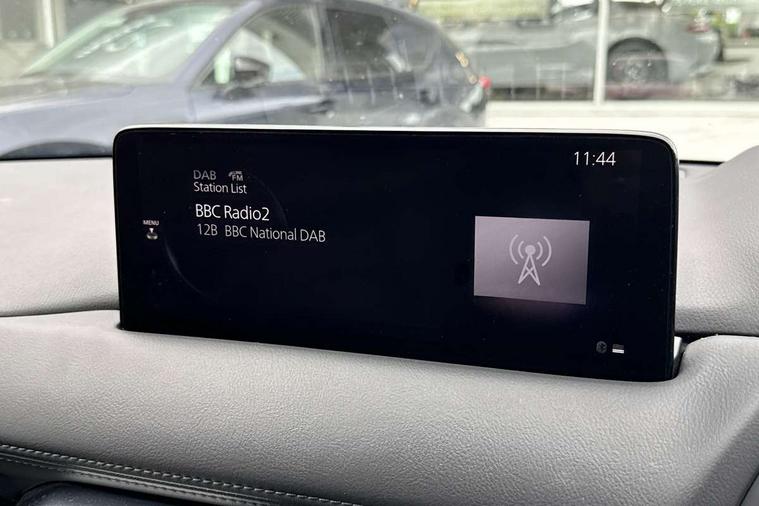 11:44
DAB FM
Station List
BBC Radio2
12B BBC National DAB
MENU